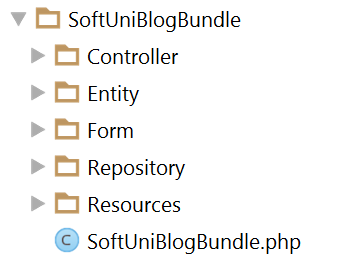 SoftUniBlogBundle
Controller
Entity
Form
Repository
Resources
C SoftUniBlogBundle.php